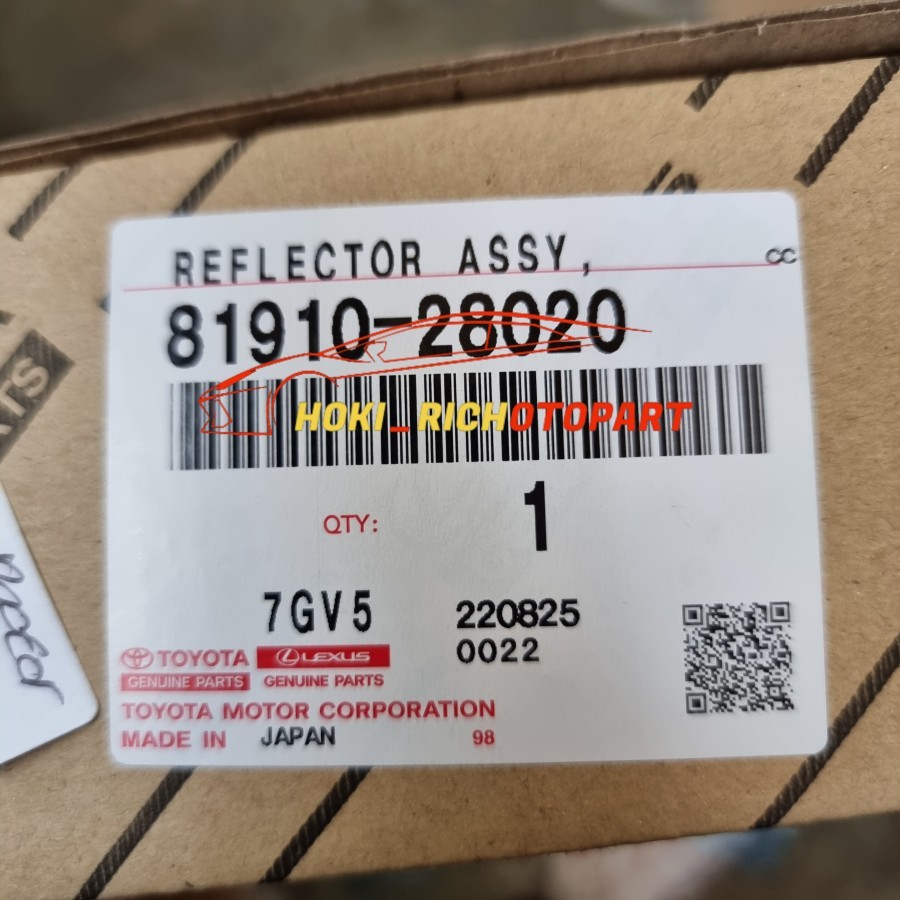 REFLECTOR ASSY,
CC
81910-28020
HOKI_RICHOTOPART
QTY: 1
7GV5 220825
0022
TOYOTA LEXUS
GENUINE PARTS GENUINE PARTS
TOYOTA MOTOR CORPORATION
MADE IN JAPAN 98